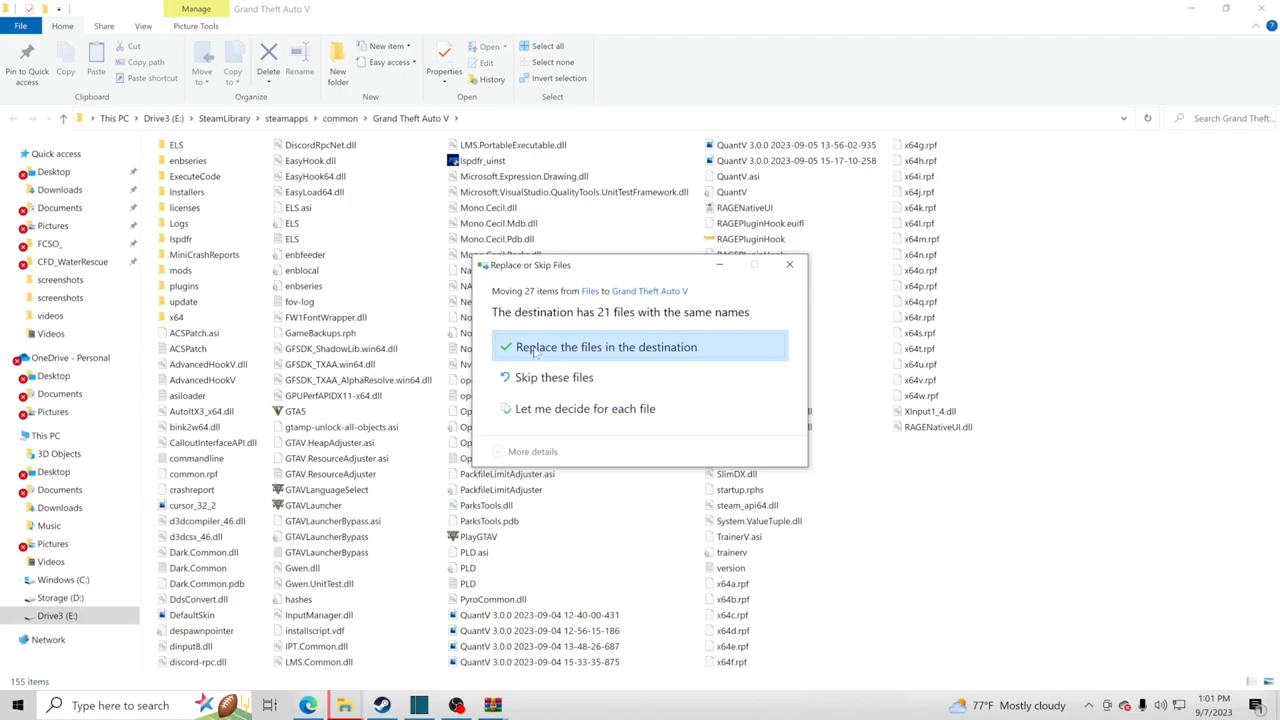 Manage
Grand Theft Auto V
File
Home
Share
View
Picture Tools
Pin to Quick access
Copy
Paste
Cut
Copy path
Paste shortcut
Clipboard
Move to
Copy to
Delete
Rename
Organize
New folder
New item
Easy access
New
Properties
Open
Edit
History
Open
Select all
Select none
Invert selection
Select
This PC > Drive3 (E:) > SteamLibrary > steamapps > common > Grand Theft Auto V >
Search Grand Theft...
Quick access
Desktop
Downloads
Documents
Pictures
FCSO_
CFD_WaterRescue
screenshots
screenshots
videos
Videos
OneDrive - Personal
Desktop
Documents
Pictures
This PC
3D Objects
Desktop
Documents
Downloads
Music
Pictures
Videos
Windows (C:)
Storage (D:)
Drive3 (E:)
Network
ELS
enbseries
ExecuteCode
Installers
licenses
Logs
lspdfr
MiniCrashReports
mods
plugins
update
x64
ACSPatch.asi
ACSPatch
AdvancedHookV.dll
AdvancedHookV
asiloader
AutoItX3_x64.dll
bink2w64.dll
CalloutInterfaceAPI.dll
commandline
common.rpf
crashreport
cursor_32_2
d3dcompiler_46.dll
d3dcsx_46.dll
Dark.Common.dll
Dark.Common
Dark.Common.pdb
DdsConvert.dll
DefaultSkin
despawnpointer
dinput8.dll
discord-rpc.dll
DiscordRpcNet.dll
EasyHook.dll
EasyHook64.dll
EasyLoad64.dll
ELS.asi
ELS
ELS
enbfeeder
enblocal
enbseries
fov-log
FW1FontWrapper.dll
GameBackups.rph
GFSDK_ShadowLib.win64.dll
GFSDK_TXAA.win64.dll
GFSDK_TXAA_AlphaResolve.win64.dll
GPUPerfAPIDX11-x64.dll
GTA5
gtamp-unlock-all-objects.asi
GTAV.HeapAdjuster.asi
GTAV.ResourceAdjuster.asi
GTAV.ResourceAdjuster
GTAVLanguageSelect
GTAVLauncher
GTAVLauncherBypass.asi
GTAVLauncherBypass
GTAVLauncherBypass
Gwen.dll
Gwen.UnitTest.dll
hashes
InputManager.dll
installscript.vdf
IPT.Common.dll
LMS.Common.dll
LMS.PortableExecutable.dll
lspdfr_uninst
Microsoft.Expression.Drawing.dll
Microsoft.VisualStudio.QualityTools.UnitTestFramework.dll
Mono.Cecil.dll
Mono.Cecil.Mdb.dll
Mono.Cecil.Pdb.dll
PackfileLimitAdjuster.asi
PackfileLimitAdjuster
ParksTools.dll
ParksTools.pdb
PlayGTAV
PLD.asi
PLD
PLD
PyroCommon.dll
QuantV 3.0.0 2023-09-04 12-40-00-431
QuantV 3.0.0 2023-09-04 12-56-15-186
QuantV 3.0.0 2023-09-04 13-48-26-687
QuantV 3.0.0 2023-09-04 15-33-35-875
QuantV 3.0.0 2023-09-05 13-56-02-935
QuantV 3.0.0 2023-09-05 15-17-10-258
QuantV.asi
QuantV
RAGENativeUI
RAGEPluginHook.euifl
RAGEPluginHook
SlimDX.dll
startup.rphs
steam_api64.dll
System.ValueTuple.dll
TrainerV.asi
trainerv
version
x64a.rpf
x64b.rpf
x64c.rpf
x64d.rpf
x64e.rpf
x64f.rpf
x64g.rpf
x64h.rpf
x64i.rpf
x64j.rpf
x64k.rpf
x64l.rpf
x64m.rpf
x64n.rpf
x64o.rpf
x64p.rpf
x64q.rpf
x64r.rpf
x64s.rpf
x64t.rpf
x64u.rpf
x64v.rpf
x64w.rpf
XInput1_4.dll
RAGENativeUI.dll
Replace or Skip Files
Moving 27 items from Files to Grand Theft Auto V
The destination has 21 files with the same names
Replace the files in the destination
Skip these files
Let me decide for each file
More details
155 items
Type here to search
77°F Mostly cloudy
1:01 PM
9/7/2023